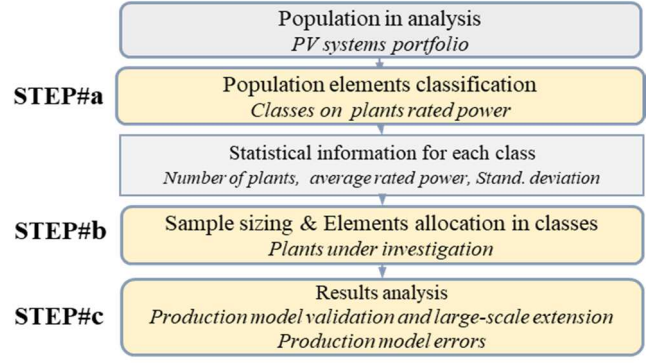 Population in analysis
PV systems portfolio
STEP#a
Population elements classification
Classes on plants rated power
Statistical information for each class
Number of plants, average rated power, Stand. deviation
STEP#b
Sample sizing & Elements allocation in classes
Plants under investigation
STEP#c
Results analysis
Production model validation and large-scale extension
Production model errors